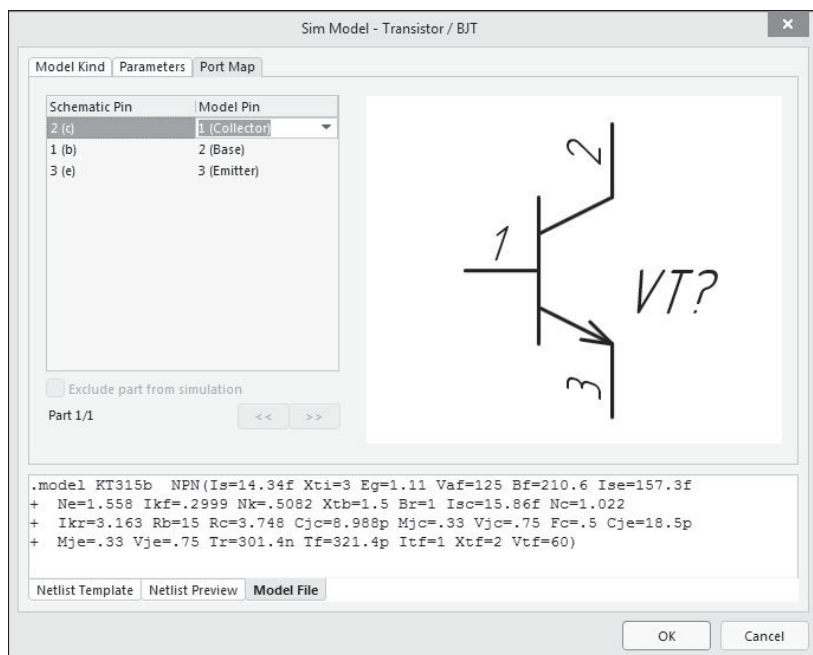 Sim Model - Transistor / BJT
Model Kind Parameters Port Map
Schematic Pin Model Pin
2 (c) 1 (Collector)
1 (b) 2 (Base)
3 (e) 3 (Emitter)
2
1
VT?
3
Exclude part from simulation
Part 1/1 << >>
.model KT315b NPN(Is=14.34f Xti=3 Eg=1.11 Vaf=125 Bf=210.6 Ise=157.3f
+ Ne=1.558 Ikf=.2999 Nk=.5082 Xtb=1.5 Br=1 Isc=15.86f Nc=1.022
+ Ikr=3.163 Rb=15 Rc=3.748 Cjc=8.988p Mjc=.33 Vjc=.75 Fc=.5 Cje=18.5p
+ Mje=.33 Vje=.75 Tr=301.4n Tf=321.4p Itf=1 Xtf=2 Vtf=60)
Netlist Template Netlist Preview Model File
OK Cancel